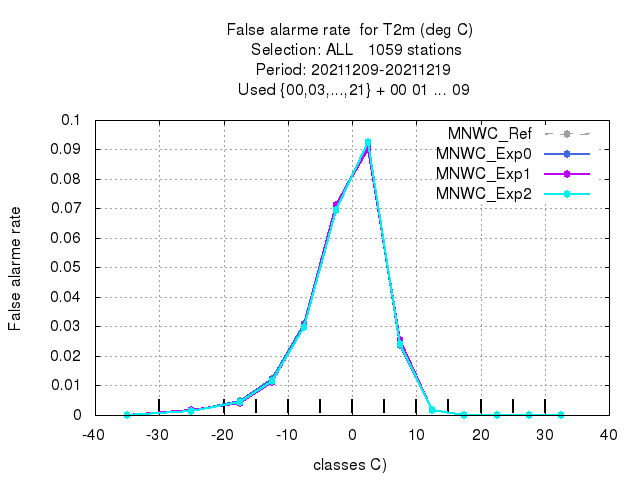 False alarme rate  for T2m (deg C)
Selection: ALL   1059 stations
Period: 20211209-20211219
Used {00,03,...,21} + 00 01 ... 09
MNWC_Ref
MNWC_Exp0
MNWC_Exp1
MNWC_Exp2
0.1
0.09
0.08
0.07
0.06
0.05
0.04
0.03
0.02
0.01
0
False alarme rate
-40 -30 -20 -10 0 10 20 30 40
classes C)